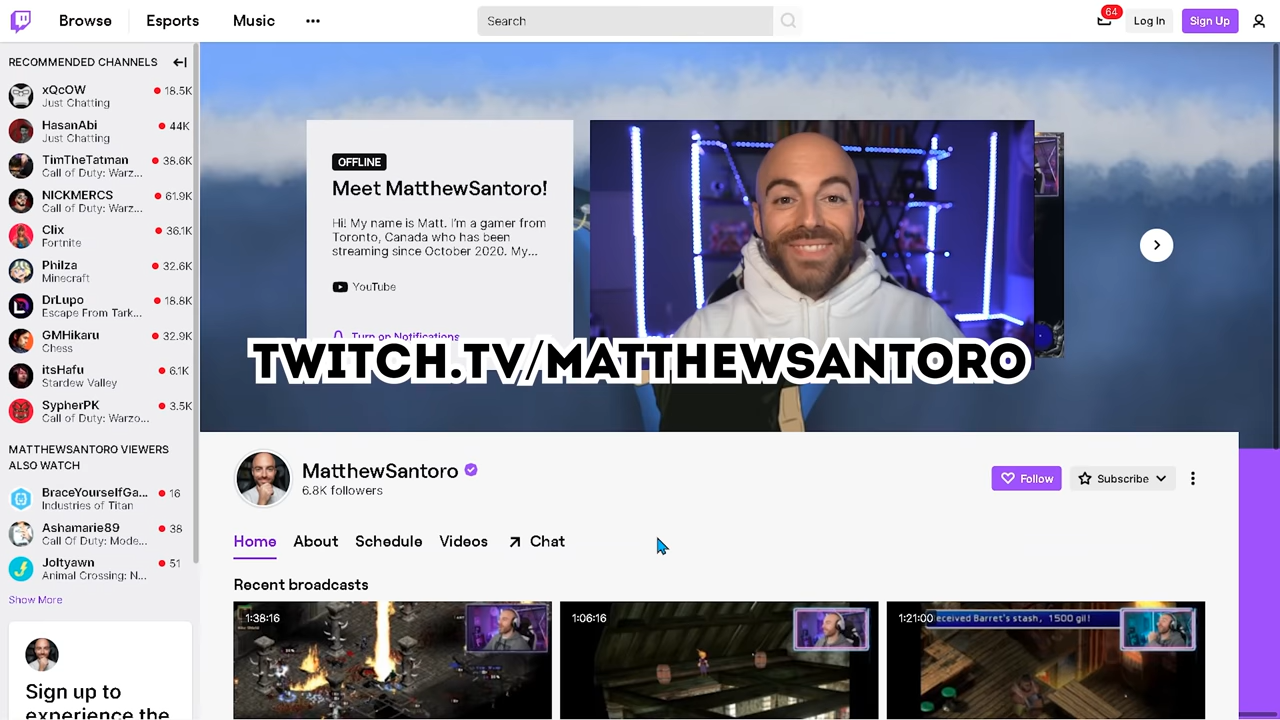 Browse
Esports
Music
Search
64
Log In
Sign Up
RECOMMENDED CHANNELS
xQcOW
Just Chatting
18.5K
HasanAbi
Just Chatting
44K
TimTheTatman
Call of Duty: Warz...
38.6K
NICKMERCS
Call of Duty: Warz...
61.9K
Clix
Fortnite
36.1K
Philza
Minecraft
32.6K
DrLupo
Escape From Tark...
18.8K
GMHikaru
Chess
32.9K
itsHafu
Stardew Valley
6.1K
SypherPK
Call of Duty: Warzo...
3.5K
MATTHEWSANTORO VIEWERS
ALSO WATCH
BraceYourselfGa...
Industries of Titan
16
Ashamarie89
Call Of Duty: Mode...
38
Joltyawn
Animal Crossing: N...
51
Show More
Sign up to
experience the
OFFLINE
Meet MatthewSantoro!
Hi! My name is Matt. I'm a gamer from
Toronto, Canada who has been
streaming since October 2020. My...
YouTube
Turn on Notifications
TWITCH.TV/MATTHEWSANTORO
MatthewSantoro
6.8K followers
Follow
Subscribe
Home
About
Schedule
Videos
Chat
Recent broadcasts
1:38:16
1:06:16
1:21:00
eceived Barret's stash, 1500 gil!